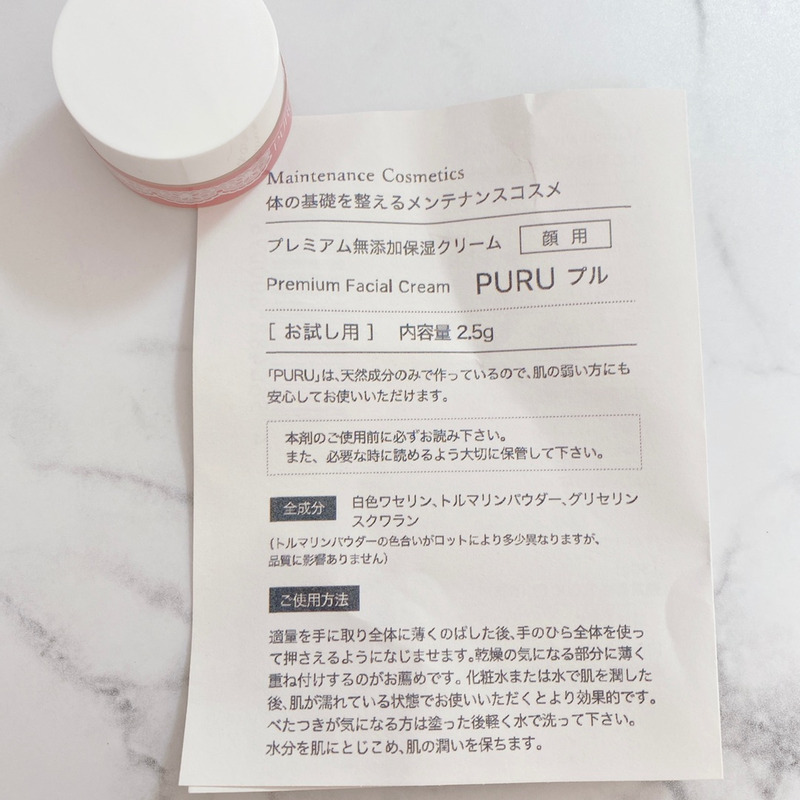 Maintenance Cosmetics
体の基礎を整えるメンテナンスコスメ
プレミアム無添加保湿クリーム 顔用
Premium Facial Cream PURU プル
[ お試し用 ] 内容量 2.5g
「PURU」は、天然成分のみで作っているので、肌の弱い方にも
安心してお使いいただけます。
本剤のご使用前に必ずお読み下さい。
また、必要な時に読めるよう大切に保管して下さい。
全成分 白色ワセリン、トルマリンパウダー、グリセリン
スクワラン
(トルマリンパウダーの色合いがロットにより多少異なりますが、
品質に影響ありません)
ご使用方法
適量を手に取り全体に薄くのばした後、手のひら全体を使っ
て押さえるようになじませます。乾燥の気になる部分に薄く
重ね付けするのがお薦めです。化粧水または水で肌を潤した
後、肌が濡れている状態でお使いいただくとより効果的です。
べたつきが気になる方は塗った後軽く水で洗って下さい。
水分を肌にとじこめ、肌の潤いを保ちます。